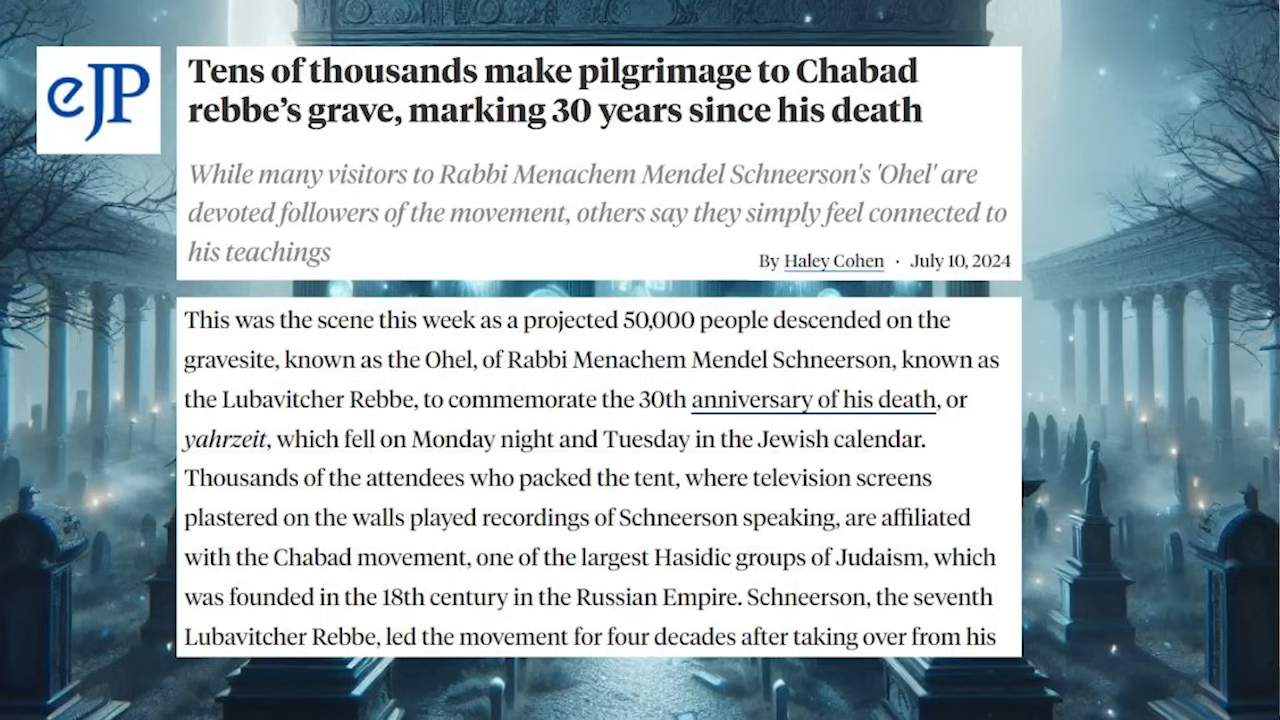 eJP
Tens of thousands make pilgrimage to Chabad
rebbe’s grave, marking 30 years since his death
While many visitors to Rabbi Menachem Mendel Schneerson's 'Ohel' are
devoted followers of the movement, others say they simply feel connected to
his teachings
By Haley Cohen · July 10, 2024
This was the scene this week as a projected 50,000 people descended on the
gravesite, known as the Ohel, of Rabbi Menachem Mendel Schneerson, known as
the Lubavitcher Rebbe, to commemorate the 30th anniversary of his death, or
yahrzeit, which fell on Monday night and Tuesday in the Jewish calendar.
Thousands of the attendees who packed the tent, where television screens
plastered on the walls played recordings of Schneerson speaking, are affiliated
with the Chabad movement, one of the largest Hasidic groups of Judaism, which
was founded in the 18th century in the Russian Empire. Schneerson, the seventh
Lubavitcher Rebbe, led the movement for four decades after taking over from his